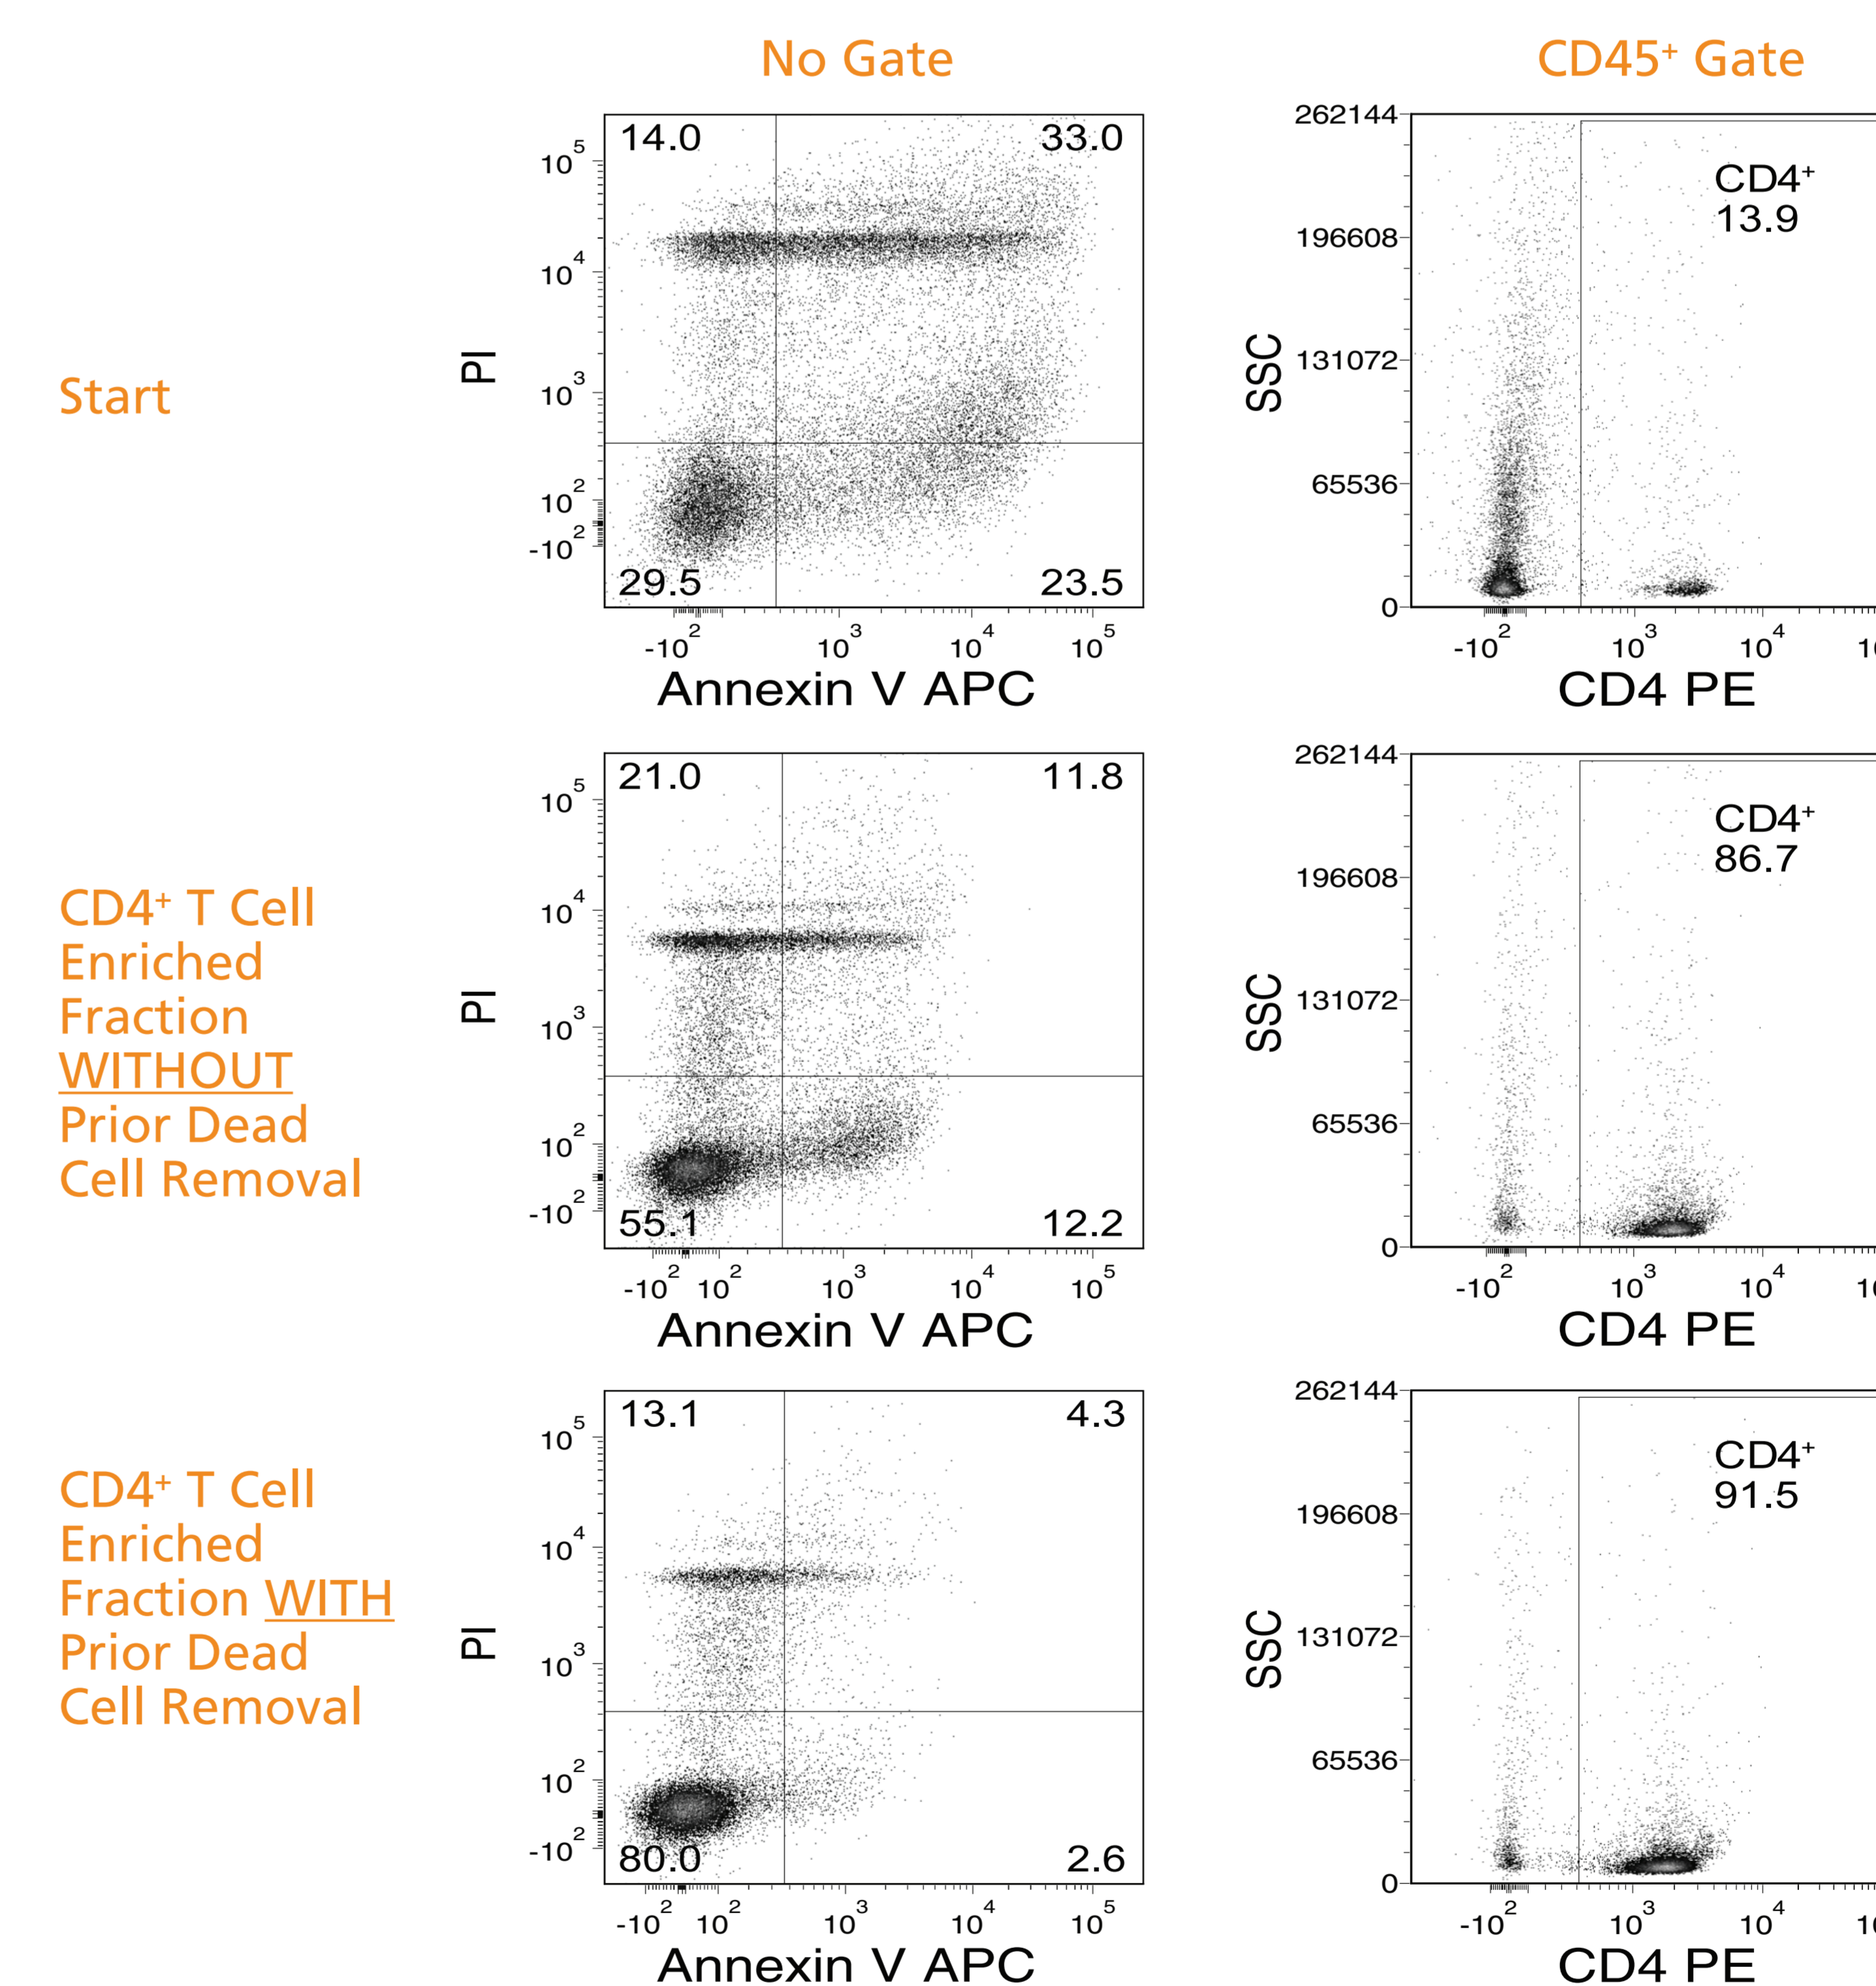 No Gate
CD45⁺ Gate
Start
14.0
33.0
29.5
23.5
10⁵
10⁴
10³
10²
-10²
PI
-10²
10³
10⁴
10⁵
Annexin V APC
262144
196608
131072
65536
0
SSC
CD4⁺
13.9
-10²
10³
10⁴
CD4 PE
CD4⁺ T Cell
Enriched
Fraction
WITHOUT
Prior Dead
Cell Removal
21.0
11.8
55.1
12.2
10⁵
10⁴
10³
10²
-10²
PI
-10²
10²
10³
10⁴
10⁵
Annexin V APC
262144
196608
131072
65536
0
SSC
CD4⁺
86.7
-10²
10³
10⁴
CD4 PE
CD4⁺ T Cell
Enriched
Fraction WITH
Prior Dead
Cell Removal
13.1
4.3
80.0
2.6
10⁵
10⁴
10³
10²
-10²
PI
-10²
10²
10³
10⁴
10⁵
Annexin V APC
262144
196608
131072
65536
0
SSC
CD4⁺
91.5
-10²
10³
10⁴
CD4 PE